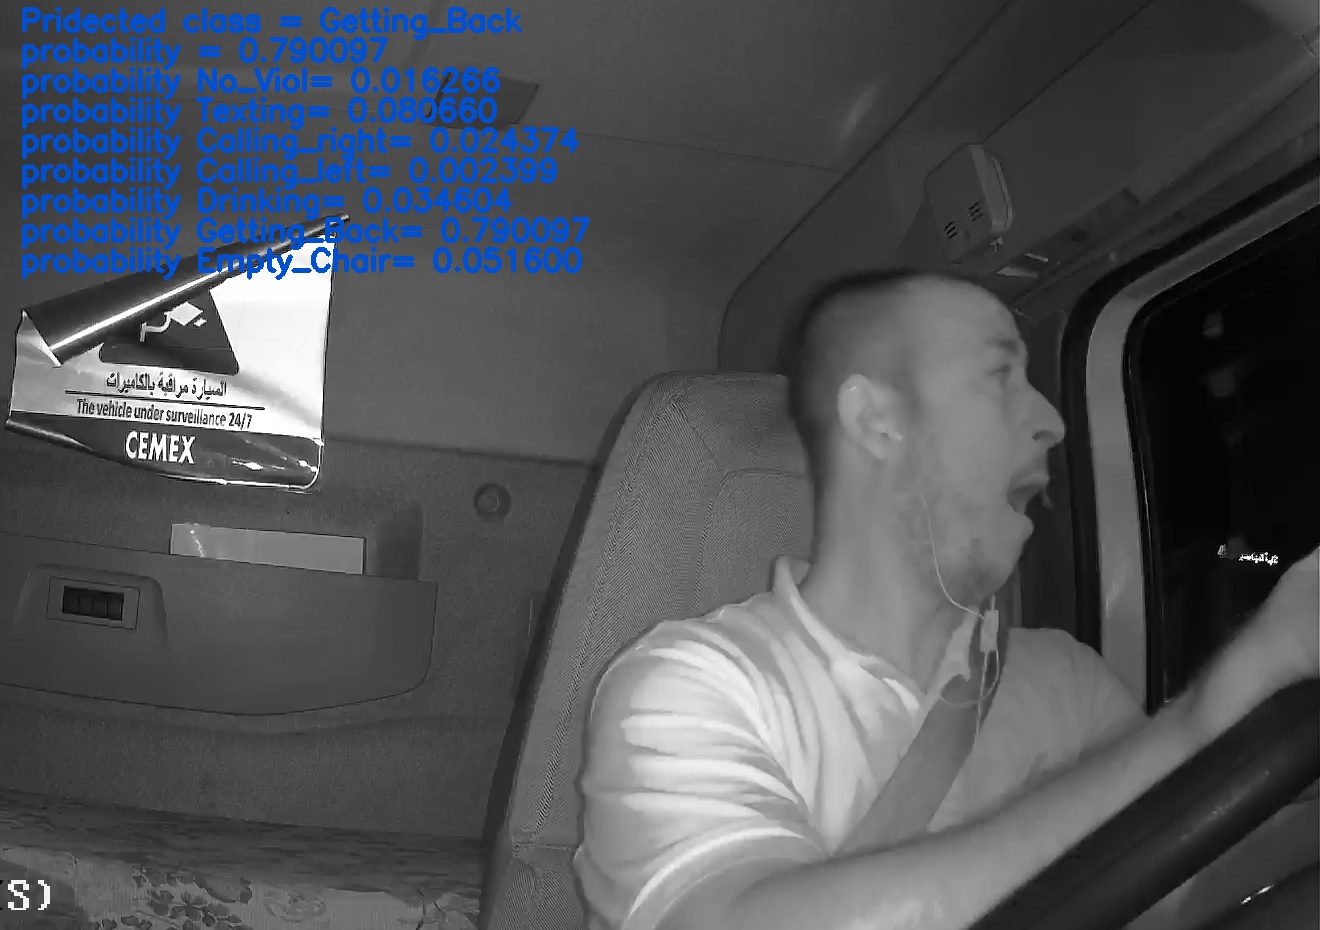 Pridected class = Getting_Back
probability = 0.790097
probability No_Viol= 0.016266
probability Texting= 0.080660
probability Calling_right= 0.024374
probability Calling_left= 0.002399
probability Drinking= 0.034604
probability Getting_Back= 0.790097
probability Empty_Chair= 0.051600
السيارة مراقبة بالكاميرات
The vehicle under surveillance 24/7
CEMEX
S)